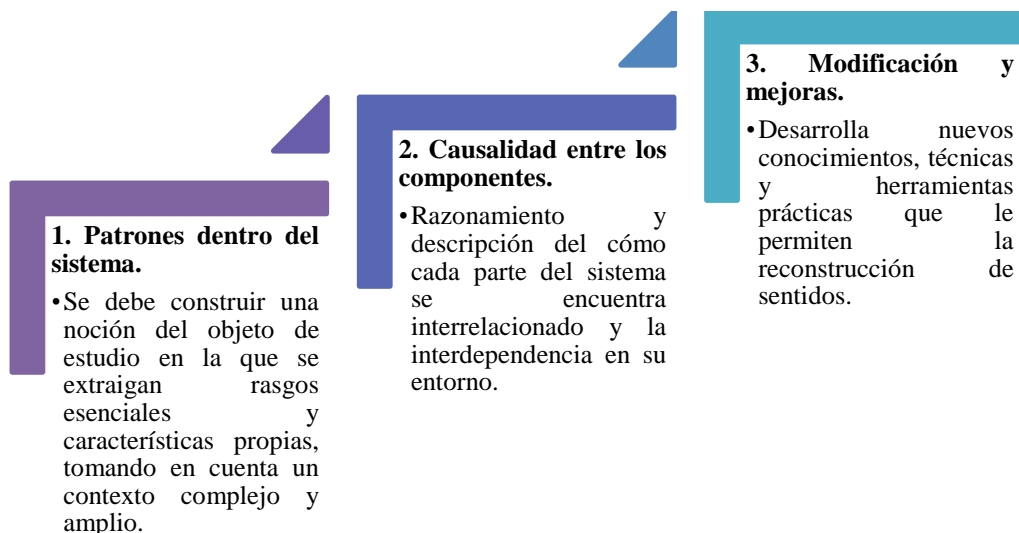 1. Patrones dentro del
sistema.
•Se debe construir una
noción del objeto de
estudio en la que se
extraigan rasgos
esenciales y
características propias,
tomando en cuenta un
contexto complejo y
amplio.
2. Causalidad entre los
componentes.
•Razonamiento y
descripción del cómo
cada parte del sistema
se encuentra
interrelacionado y la
interdependencia en su
entorno.
3. Modificación y
mejoras.
•Desarrolla nuevos
conocimientos, técnicas
y herramientas
prácticas que le
permiten la
reconstrucción de
sentidos.